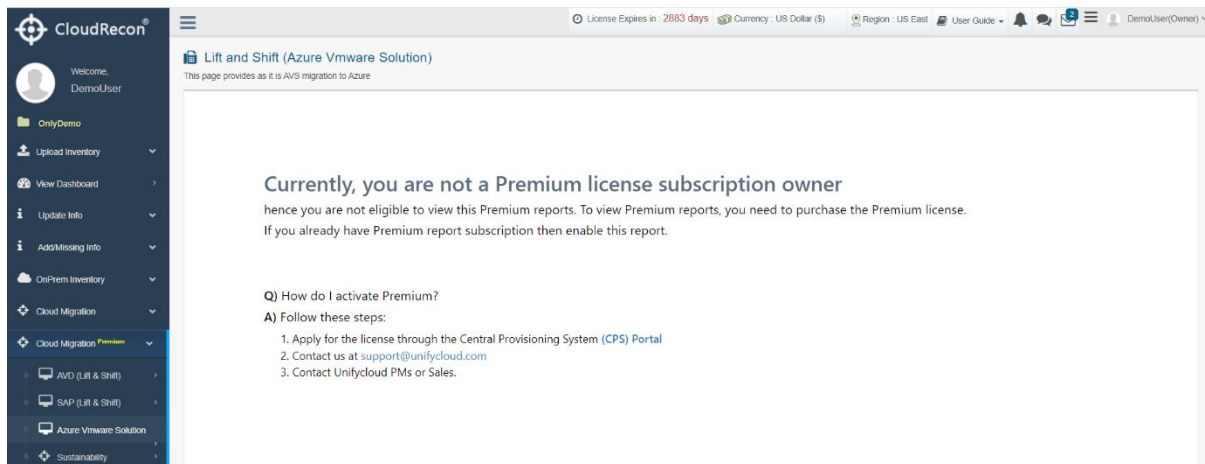 CloudRecon®
License Expires in : 2883 days Currency : US Dollar ($) Region : US East User Guide 2 DemoUser(Owner)
Welcome,
DemoUser
OnlyDemo
Upload Inventory
View Dashboard
Update Info
Add/Missing Info
OnPrem Inventory
Cloud Migration
Cloud Migration Premium
AVD (Lift & Shift)
SAP (Lift & Shift)
Azure Vmware Solution
Sustainability
Lift and Shift (Azure Vmware Solution)
This page provides as it is AVS migration to Azure
Currently, you are not a Premium license subscription owner
hence you are not eligible to view this Premium reports. To view Premium reports, you need to purchase the Premium license.
If you already have Premium report subscription then enable this report.
Q) How do I activate Premium?
A) Follow these steps:
1. Apply for the license through the Central Provisioning System (CPS) Portal
2. Contact us at support@unifycloud.com
3. Contact Unifycloud PMs or Sales.